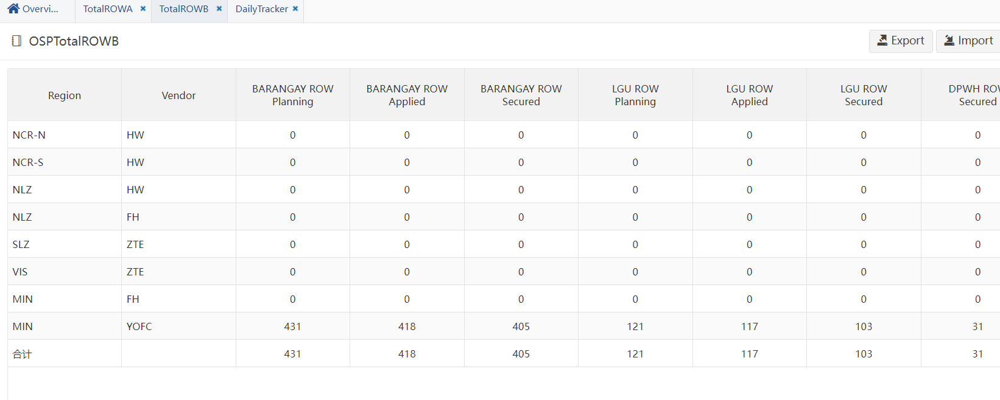 Overvi... TotalROWA TotalROWB DailyTracker
OSPTotalROWB Export Import
Region Vendor BARANGAY ROW Planning BARANGAY ROW Applied BARANGAY ROW Secured LGU ROW Planning LGU ROW Applied LGU ROW Secured DPWH ROW Secured
NCR-N HW 0 0 0 0 0 0 0
NCR-S HW 0 0 0 0 0 0 0
NLZ HW 0 0 0 0 0 0 0
NLZ FH 0 0 0 0 0 0 0
SLZ ZTE 0 0 0 0 0 0 0
VIS ZTE 0 0 0 0 0 0 0
MIN FH 0 0 0 0 0 0 0
MIN YOFC 431 418 405 121 117 103 31
合计 431 418 405 121 117 103 31